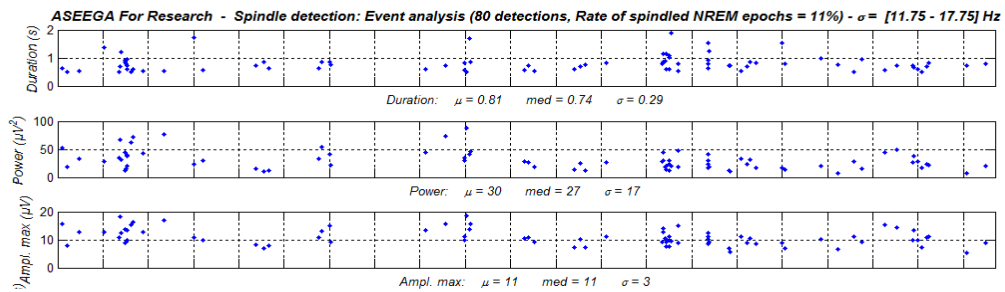 ASEEGA For Research - Spindle detection: Event analysis (80 detections, Rate of spindled NREM epochs = 11%) - σ = [11.75 - 17.75] Hz
Duration (s)
2
1
0
Duration: μ = 0.81 med = 0.74 σ = 0.29
Power (μV²)
100
50
0
Power: μ = 30 med = 27 σ = 17
Ampl. max (μV)
20
10
0
Ampl. max: μ = 11 med = 11 σ = 3